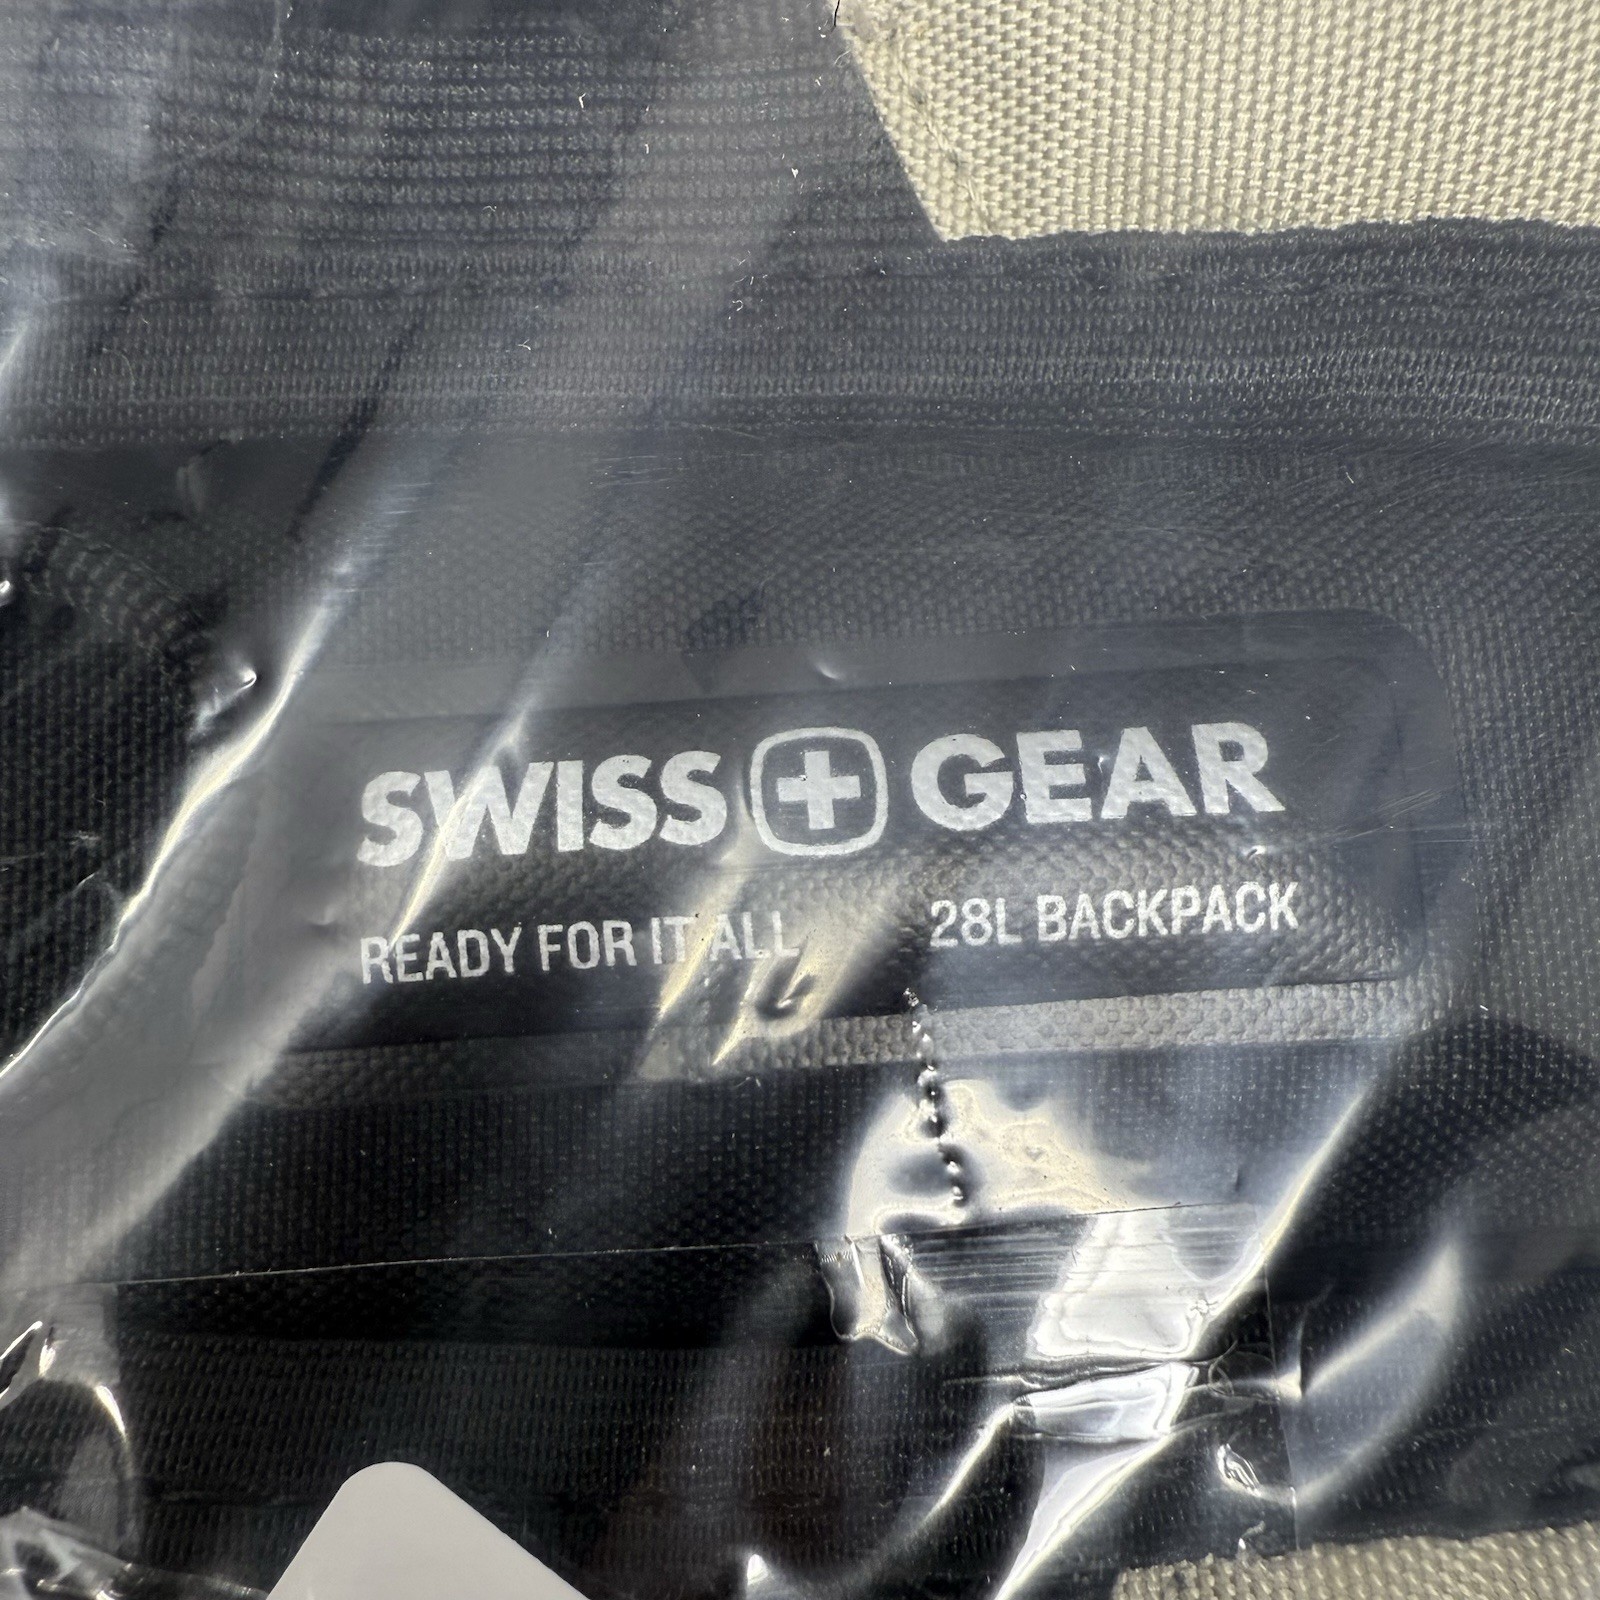 SWISS GEAR
READY FOR IT ALL 28L BACKPACK